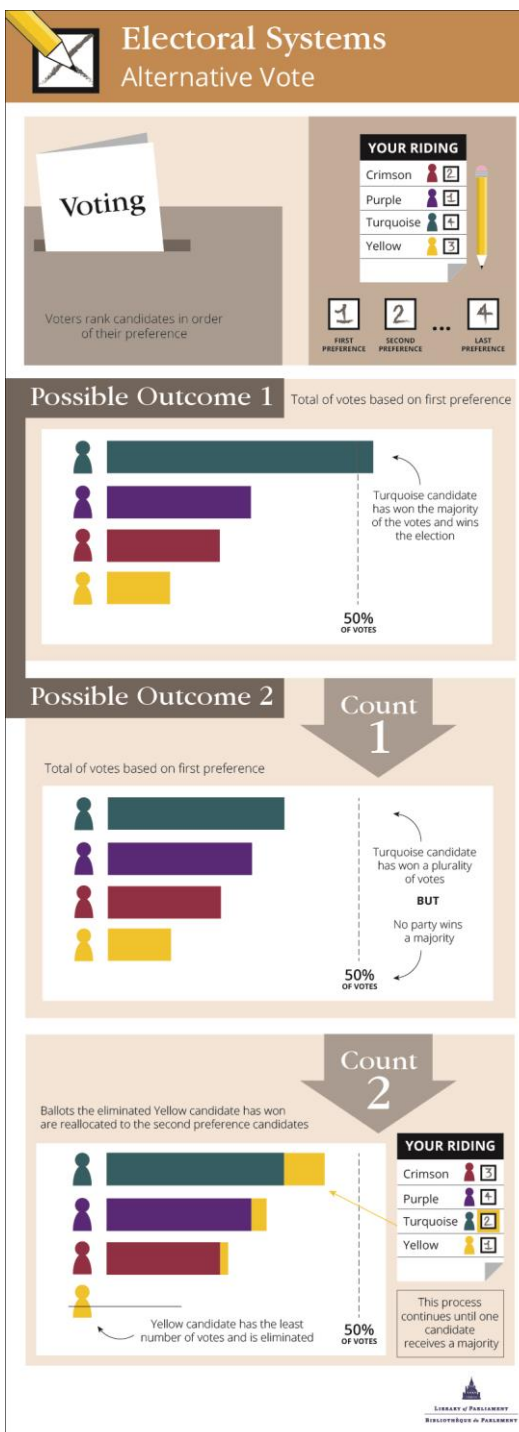 Electoral Systems
Alternative Vote
Voting
Voters rank candidates in order
of their preference
YOUR RIDING
Crimson 2
Purple 1
Turquoise 4
Yellow 3
1 2 ... 4
FIRST PREFERENCE
SECOND PREFERENCE
LAST PREFERENCE
Possible Outcome 1
Total of votes based on first preference
Turquoise candidate
has won the majority
of the votes and wins
the election
50%
OF VOTES
Possible Outcome 2
Count
1
Total of votes based on first preference
Turquoise candidate
has won a plurality
of votes
BUT
No party wins
a majority
50%
OF VOTES
Count
2
Ballots the eliminated Yellow candidate has won
are reallocated to the second preference candidates
YOUR RIDING
Crimson 3
Purple 4
Turquoise 2
Yellow 1
Yellow candidate has the least
number of votes and is eliminated
50%
OF VOTES
This process
continues until one
candidate
receives a majority
LIBRARY of PARLIAMENT
BIBLIOTHÈQUE du PARLEMENT